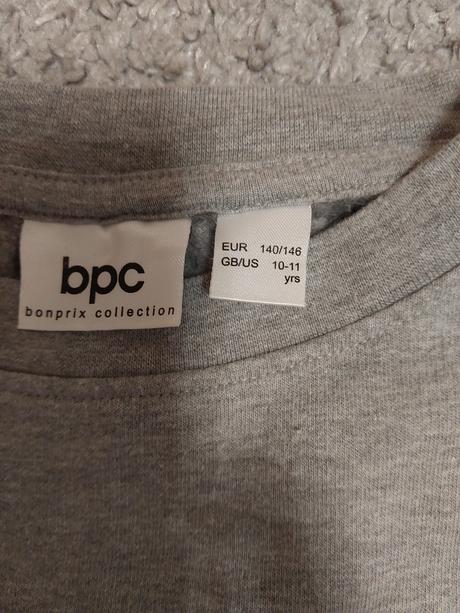 bpc
bonprix collection
EUR 140/146
GB/US 10-11
yrs